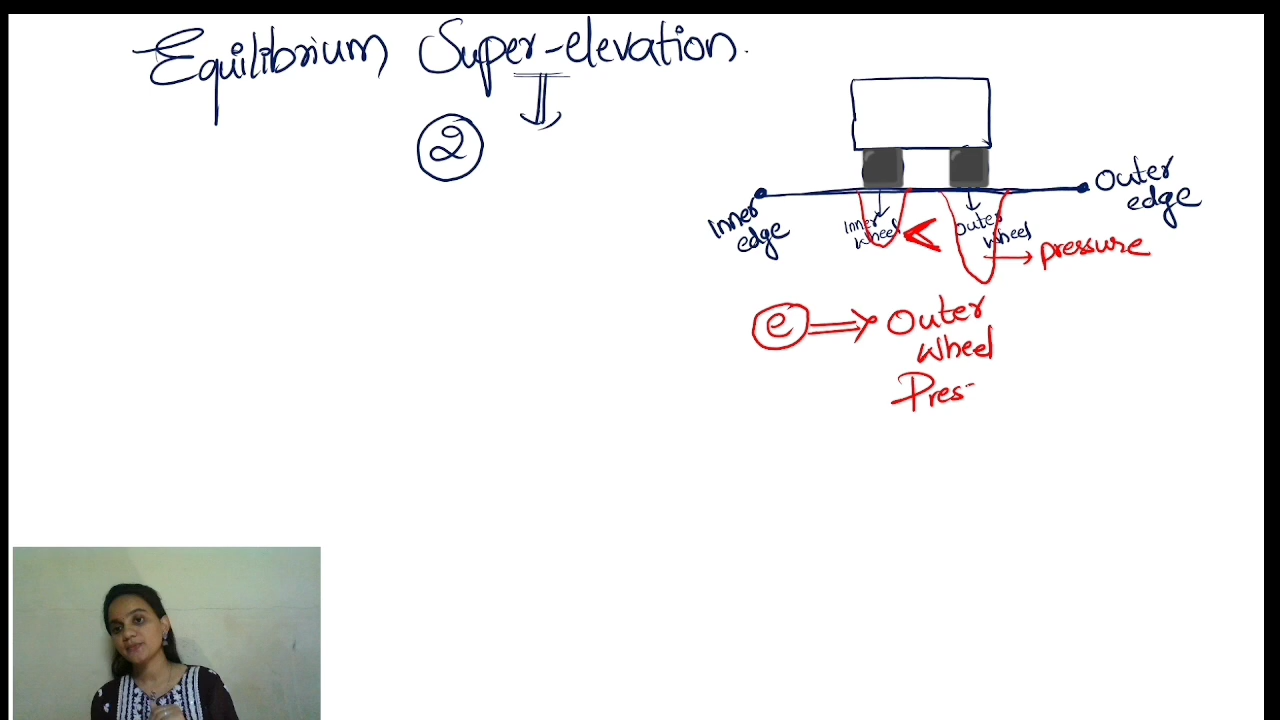 Equilibrium Super-elevation.
2
Inner
edge
Inner
wheel
<
Outer
wheel
Outer
edge
pressure
e ⇒ Outer
wheel
Pres